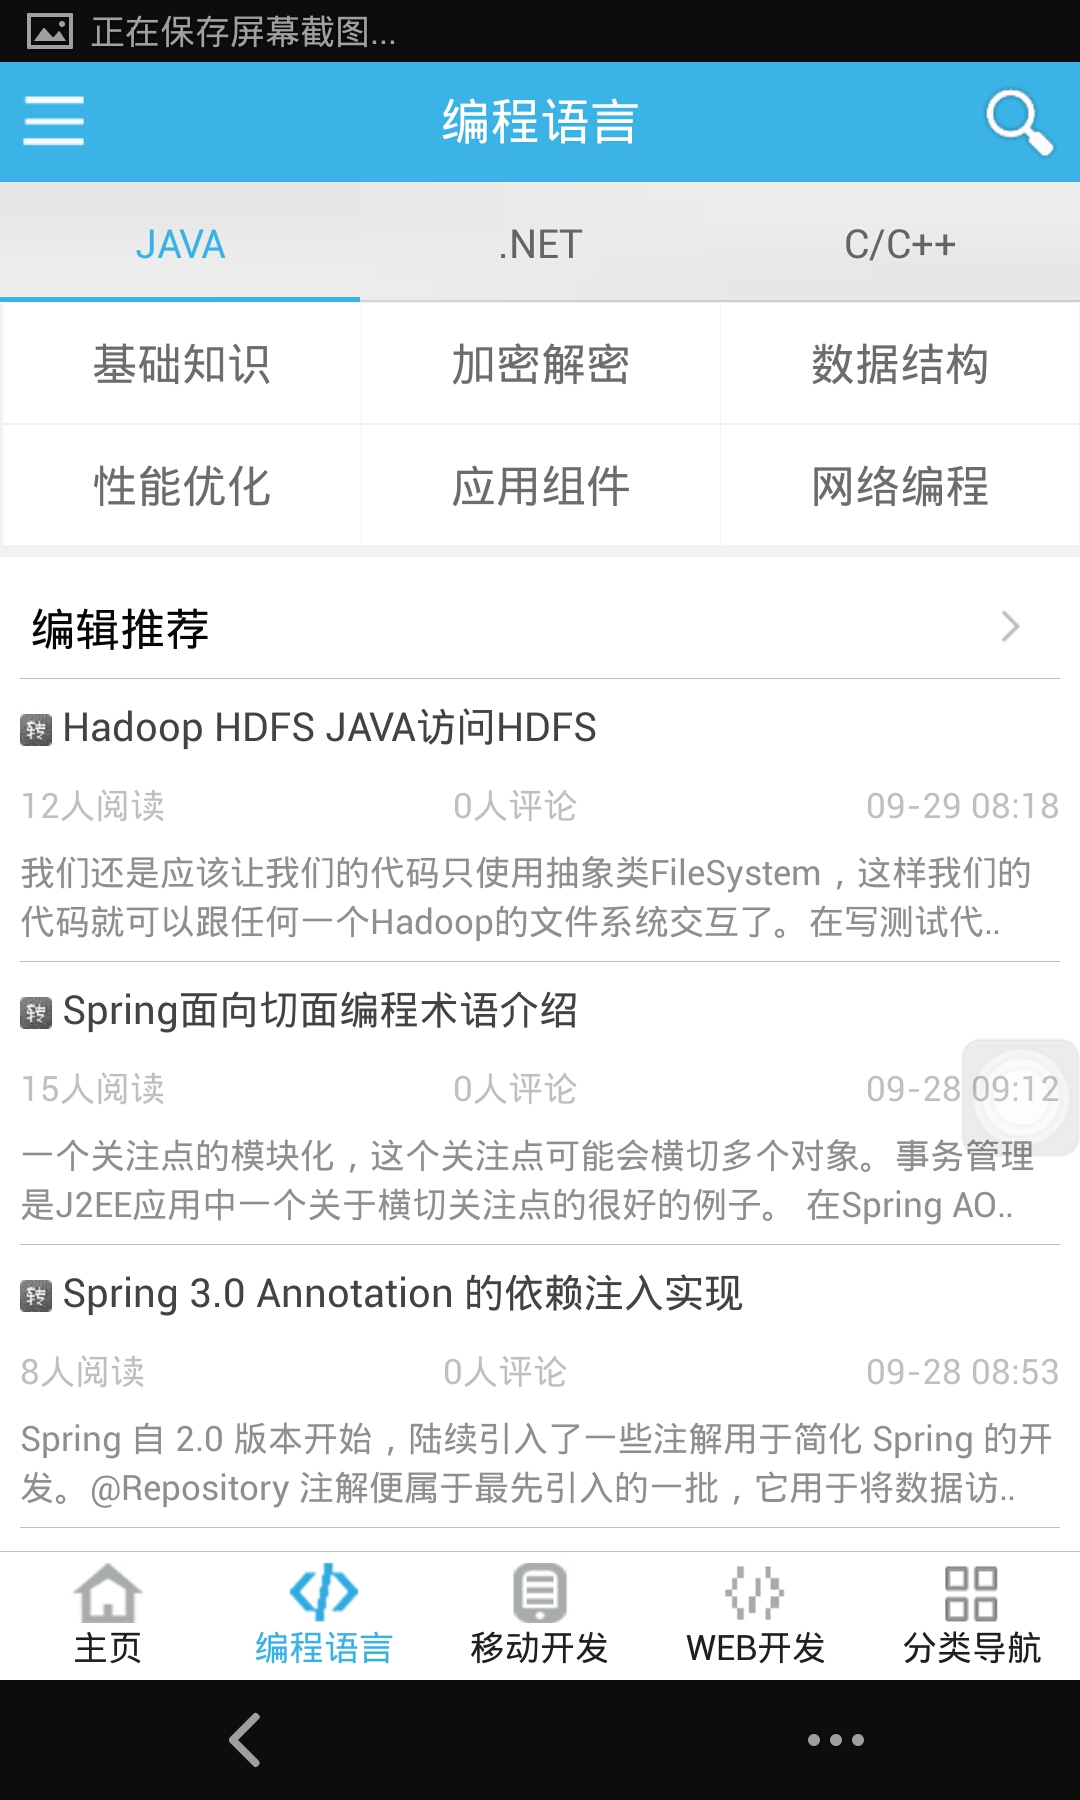 正在保存屏幕截图...
编程语言
JAVA .NET C/C++
基础知识 加密解密 数据结构
性能优化 应用组件 网络编程
编辑推荐
转 Hadoop HDFS JAVA访问HDFS
12人阅读 0人评论 09-29 08:18
我们还是应该让我们的代码只使用抽象类FileSystem，这样我们的
代码就可以跟任何一个Hadoop的文件系统交互了。在写测试代..
转 Spring面向切面编程术语介绍
15人阅读 0人评论 09-28 09:12
一个关注点的模块化，这个关注点可能会横切多个对象。事务管理
是J2EE应用中一个关于横切关注点的很好的例子。 在Spring AO..
转 Spring 3.0 Annotation 的依赖注入实现
8人阅读 0人评论 09-28 08:53
Spring 自 2.0 版本开始，陆续引入了一些注解用于简化 Spring 的开
发。@Repository 注解便属于最先引入的一批，它用于将数据访..
主页 编程语言 移动开发 WEB开发 分类导航